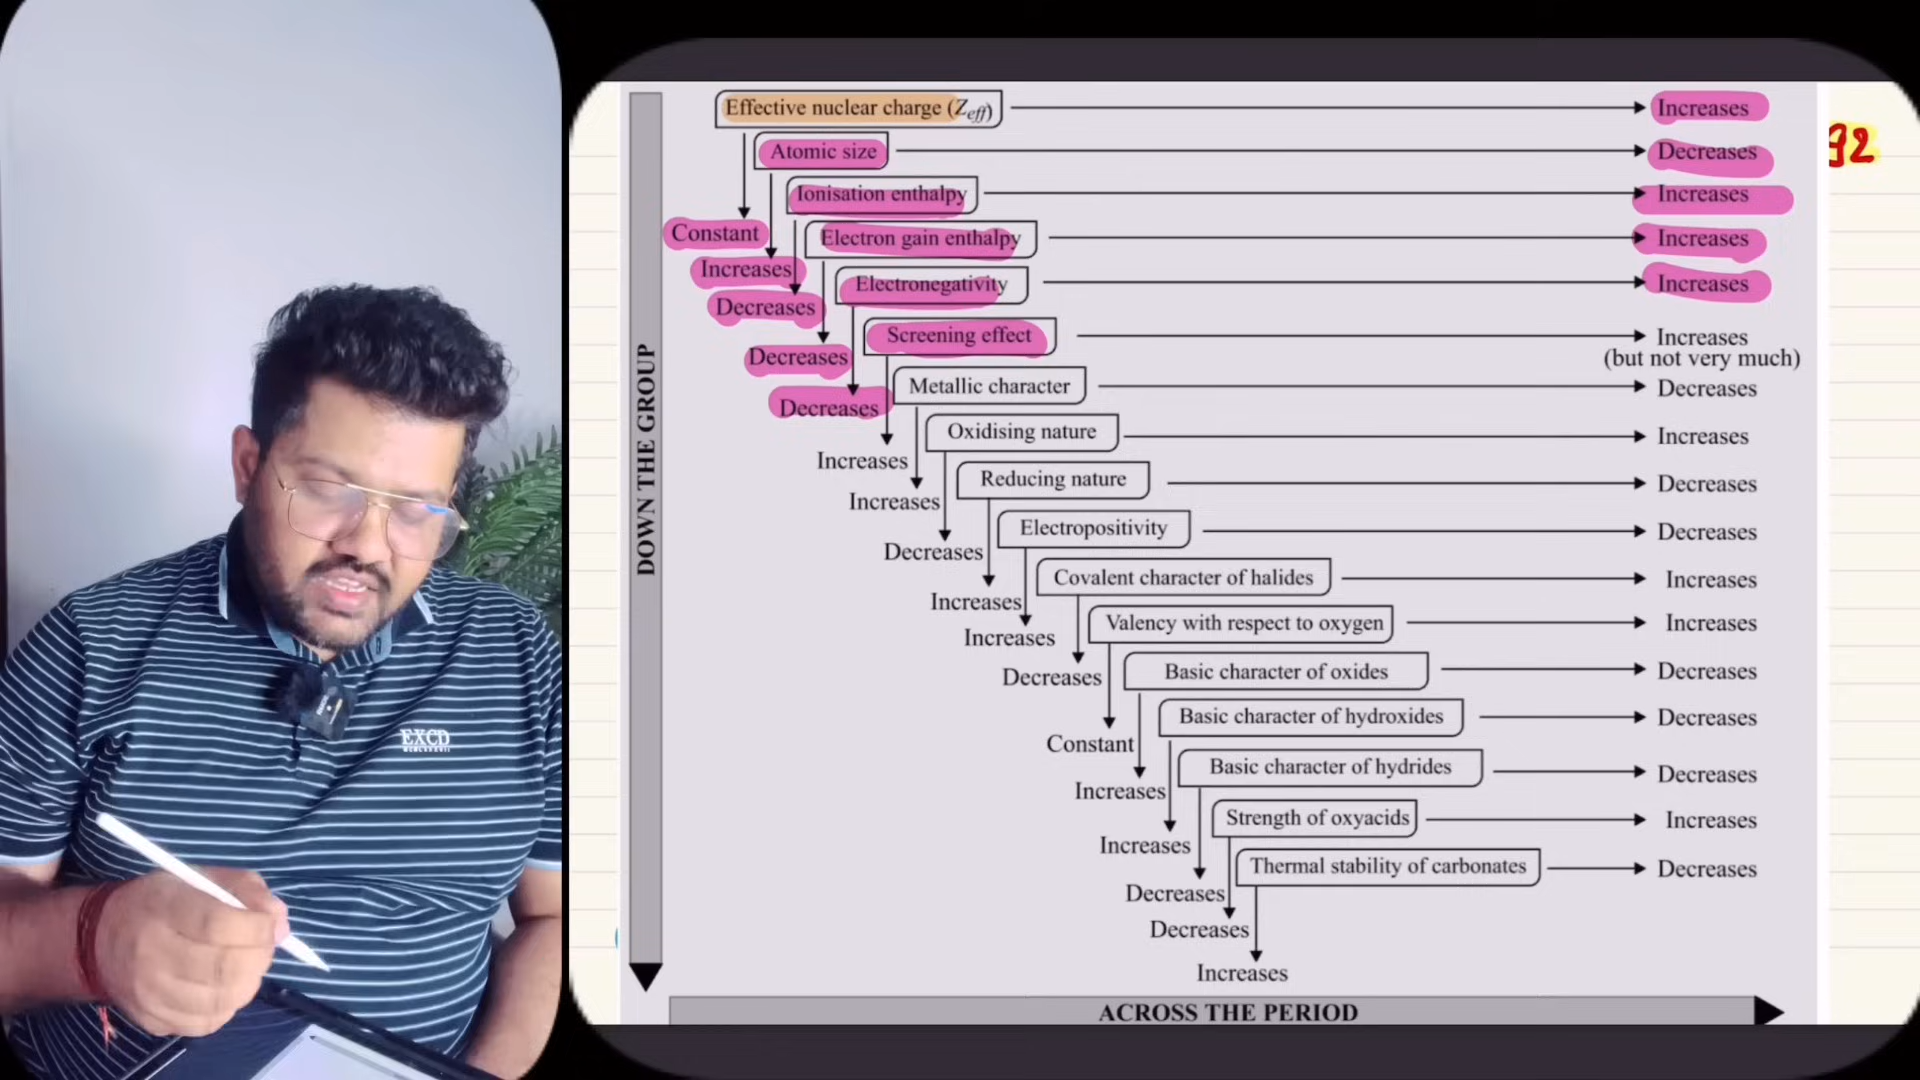 Effective nuclear charge (Zeff)
Increases
Atomic size
Decreases
92
Ionisation enthalpy
Increases
Constant
Electron gain enthalpy
Increases
Increases
Electronegativity
Increases
Decreases
Screening effect
Increases
(but not very much)
Decreases
Metallic character
Decreases
Decreases
Oxidising nature
Increases
Increases
Reducing nature
Decreases
Increases
Electropositivity
Decreases
Decreases
Covalent character of halides
Increases
Increases
Valency with respect to oxygen
Increases
Increases
Basic character of oxides
Decreases
Decreases
Basic character of hydroxides
Decreases
Constant
Basic character of hydrides
Decreases
Increases
Strength of oxyacids
Increases
Increases
Thermal stability of carbonates
Decreases
Decreases
Decreases
Increases
DOWN THE GROUP
ACROSS THE PERIOD
EXCD